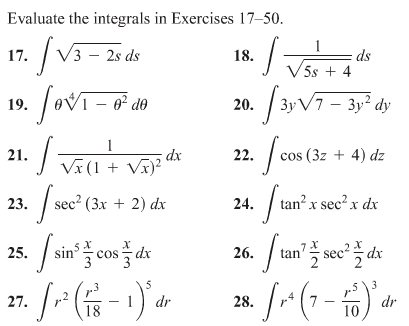 Evaluate the integrals in Exercises 17–50.
17. ∫ √(3 − 2s) ds 18. ∫ 1/√(5s + 4) ds
19. ∫ θ ∜(1 − θ²) dθ 20. ∫ 3y√(7 − 3y²) dy
21. ∫ 1/(√x (1 + √x)²) dx 22. ∫ cos (3z + 4) dz
23. ∫ sec² (3x + 2) dx 24. ∫ tan² x sec² x dx
25. ∫ sin⁵ x/3 cos x/3 dx 26. ∫ tan⁷ x/2 sec² x/2 dx
27. ∫ r² (r³/18 − 1)⁵ dr 28. ∫ r⁴ (7 − r⁵/10)³ dr